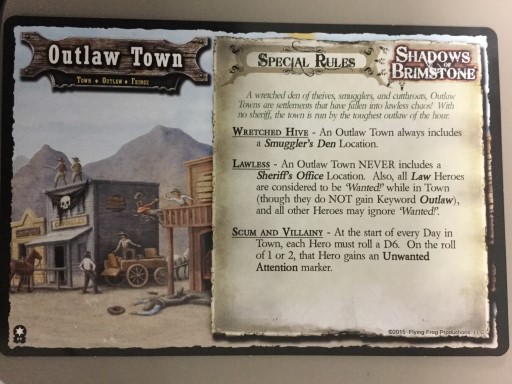 Outlaw Town
Town ✦ Outlaw ✦ Fringe
Special Rules
Shadows
of
Brimstone
A wretched den of theives, smugglers, and cutthroats, Outlaw
Towns are settlements that have fallen into lawless chaos! With
no sheriff, the town is run by the toughest outlaw of the hour.
Wretched Hive - An Outlaw Town always includes
a Smuggler's Den Location.
Lawless - An Outlaw Town NEVER includes a
Sheriff's Office Location. Also, all Law Heroes
are considered to be 'Wanted!' while in Town
(though they do NOT gain Keyword Outlaw),
and all other Heroes may ignore 'Wanted!'.
Scum and Villainy - At the start of every Day in
Town, each Hero must roll a D6. On the roll
of 1 or 2, that Hero gains an Unwanted
Attention marker.
©2015 Flying Frog Productions, LLC